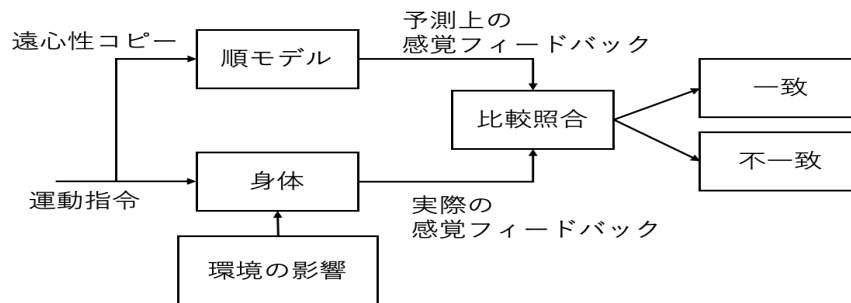 遠心性コピー
順モデル
予測上の
感覚フィードバック
比較照合
一致
不一致
運動指令
身体
実際の
感覚フィードバック
環境の影響